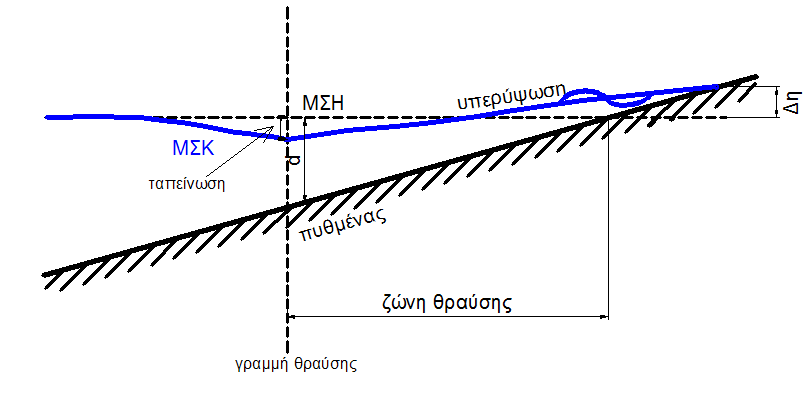 ΜΣΗ
υπερύψωση
Δη
ΜΣΚ
d
ταπείνωση
πυθμένας
ζώνη θραύσης
γραμμή θραύσης